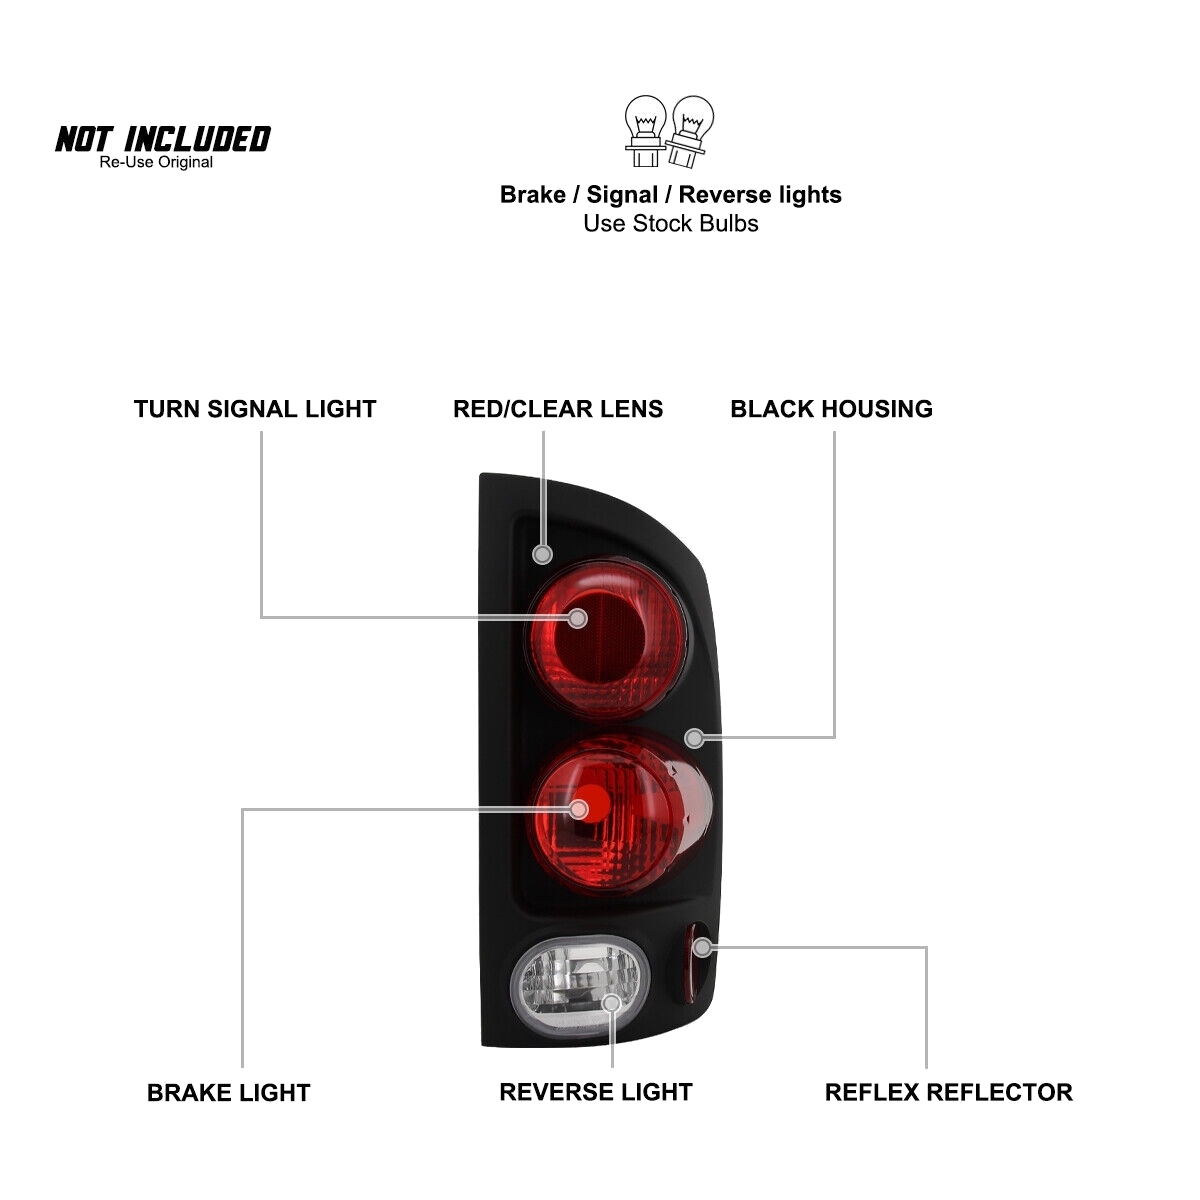 NOT INCLUDED
Re-Use Original
Brake / Signal / Reverse lights
Use Stock Bulbs
TURN SIGNAL LIGHT
RED/CLEAR LENS
BLACK HOUSING
BRAKE LIGHT
REVERSE LIGHT
REFLEX REFLECTOR